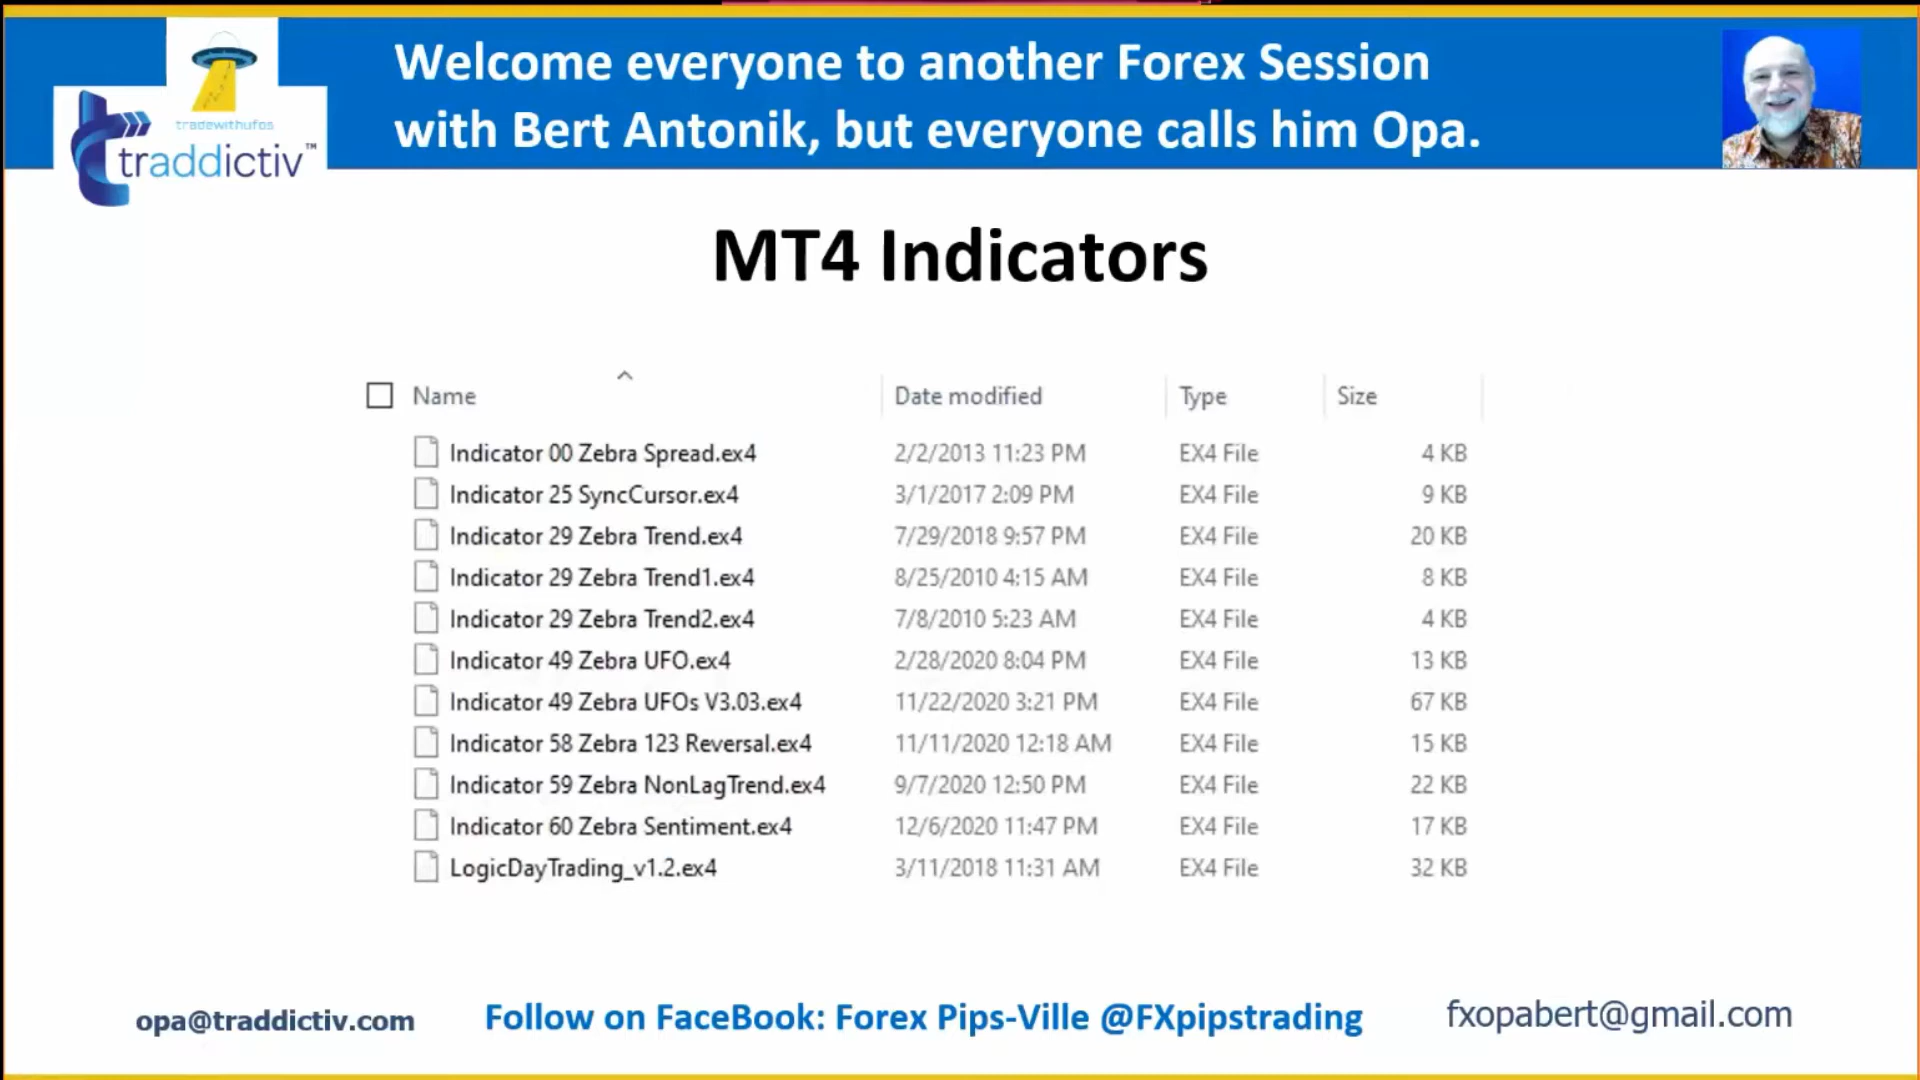 Welcome everyone to another Forex Session
with Bert Antonik, but everyone calls him Opa.
tradewithufos
traddictiv™
MT4 Indicators
Name Date modified Type Size
Indicator 00 Zebra Spread.ex4 2/2/2013 11:23 PM EX4 File 4 KB
Indicator 25 SyncCursor.ex4 3/1/2017 2:09 PM EX4 File 9 KB
Indicator 29 Zebra Trend.ex4 7/29/2018 9:57 PM EX4 File 20 KB
Indicator 29 Zebra Trend1.ex4 8/25/2010 4:15 AM EX4 File 8 KB
Indicator 29 Zebra Trend2.ex4 7/8/2010 5:23 AM EX4 File 4 KB
Indicator 49 Zebra UFO.ex4 2/28/2020 8:04 PM EX4 File 13 KB
Indicator 49 Zebra UFOs V3.03.ex4 11/22/2020 3:21 PM EX4 File 67 KB
Indicator 58 Zebra 123 Reversal.ex4 11/11/2020 12:18 AM EX4 File 15 KB
Indicator 59 Zebra NonLagTrend.ex4 9/7/2020 12:50 PM EX4 File 22 KB
Indicator 60 Zebra Sentiment.ex4 12/6/2020 11:47 PM EX4 File 17 KB
LogicDayTrading_v1.2.ex4 3/11/2018 11:31 AM EX4 File 32 KB
opa@traddictiv.com Follow on FaceBook: Forex Pips-Ville @FXpipstrading fxopabert@gmail.com